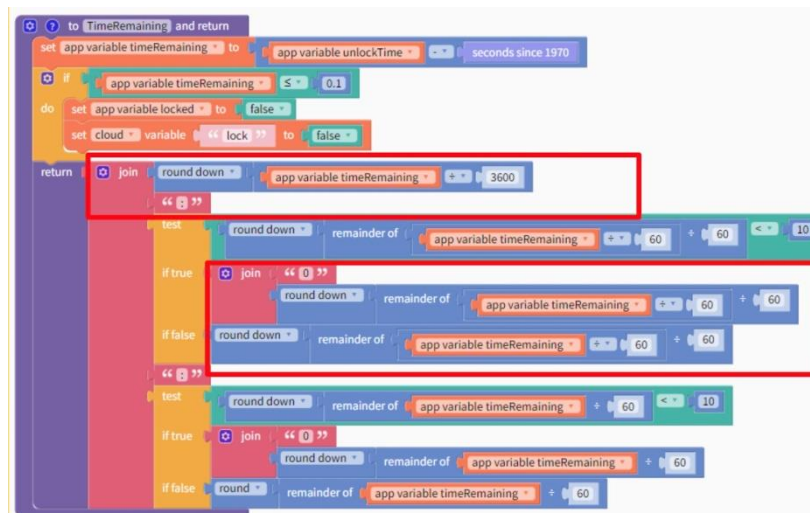 to TimeRemaining and return
set app variable timeRemaining to app variable unlockTime - seconds since 1970
if app variable timeRemaining ≤ 0.1
do set app variable locked to false
set cloud variable “ lock ” to false
return join round down app variable timeRemaining ÷ 3600
“ : ”
test round down remainder of app variable timeRemaining ÷ 60 ÷ 60 < 10
if true join “ 0 ”
round down remainder of app variable timeRemaining ÷ 60 ÷ 60
if false round down remainder of app variable timeRemaining ÷ 60 ÷ 60
“ : ”
test round down remainder of app variable timeRemaining ÷ 60 < 10
if true join “ 0 ”
round down remainder of app variable timeRemaining ÷ 60
if false round remainder of app variable timeRemaining ÷ 60